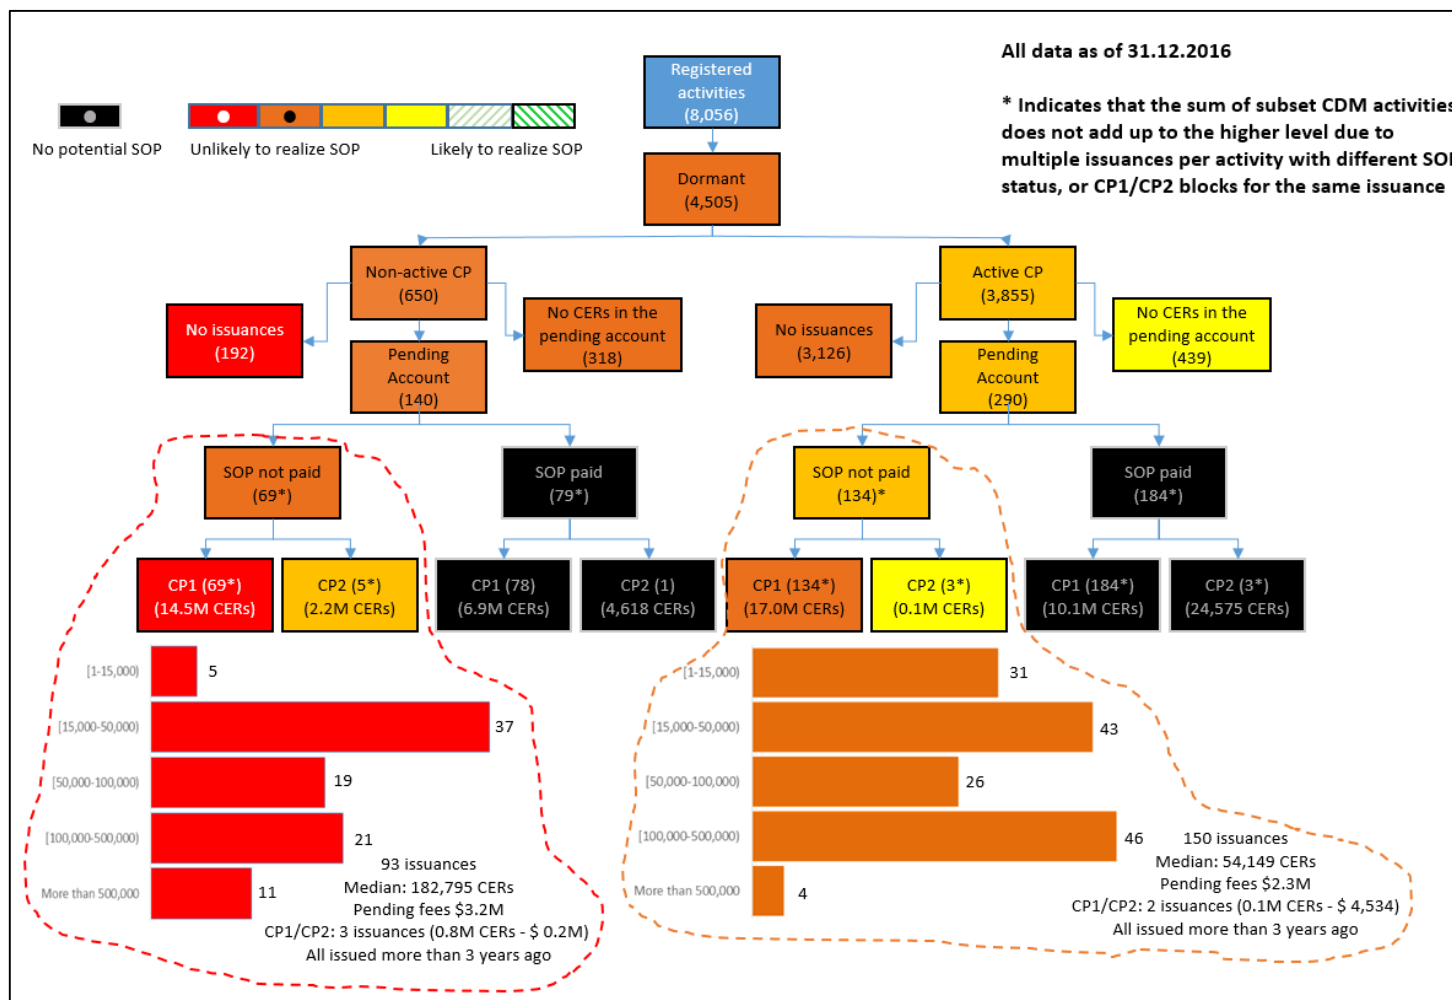 All data as of 31.12.2016
* Indicates that the sum of subset CDM activities
does not add up to the higher level due to
multiple issuances per activity with different SOP
status, or CP1/CP2 blocks for the same issuance
No potential SOP
Unlikely to realize SOP
Likely to realize SOP
Registered
activities
(8,056)
Dormant
(4,505)
Non-active CP
(650)
Active CP
(3,855)
No issuances
(192)
No CERs in the
pending account
(318)
No issuances
(3,126)
No CERs in the
pending account
(439)
Pending
Account
(140)
Pending
Account
(290)
SOP not paid
(69*)
SOP paid
(79*)
SOP not paid
(134)*
SOP paid
(184*)
CP1 (69*)
(14.5M CERs)
CP2 (5*)
(2.2M CERs)
CP1 (78)
(6.9M CERs)
CP2 (1)
(4,618 CERs)
CP1 (134*)
(17.0M CERs)
CP2 (3*)
(0.1M CERs)
CP1 (184*)
(10.1M CERs)
CP2 (3*)
(24,575 CERs)
[1-15,000)
5
[15,000-50,000)
37
[50,000-100,000)
19
[100,000-500,000)
21
More than 500,000
11
93 issuances
Median: 182,795 CERs
Pending fees $3.2M
CP1/CP2: 3 issuances (0.8M CERs - $ 0.2M)
All issued more than 3 years ago
[1-15,000)
31
[15,000-50,000)
43
[50,000-100,000)
26
[100,000-500,000)
46
More than 500,000
4
150 issuances
Median: 54,149 CERs
Pending fees $2.3M
CP1/CP2: 2 issuances (0.1M CERs - $ 4,534)
All issued more than 3 years ago